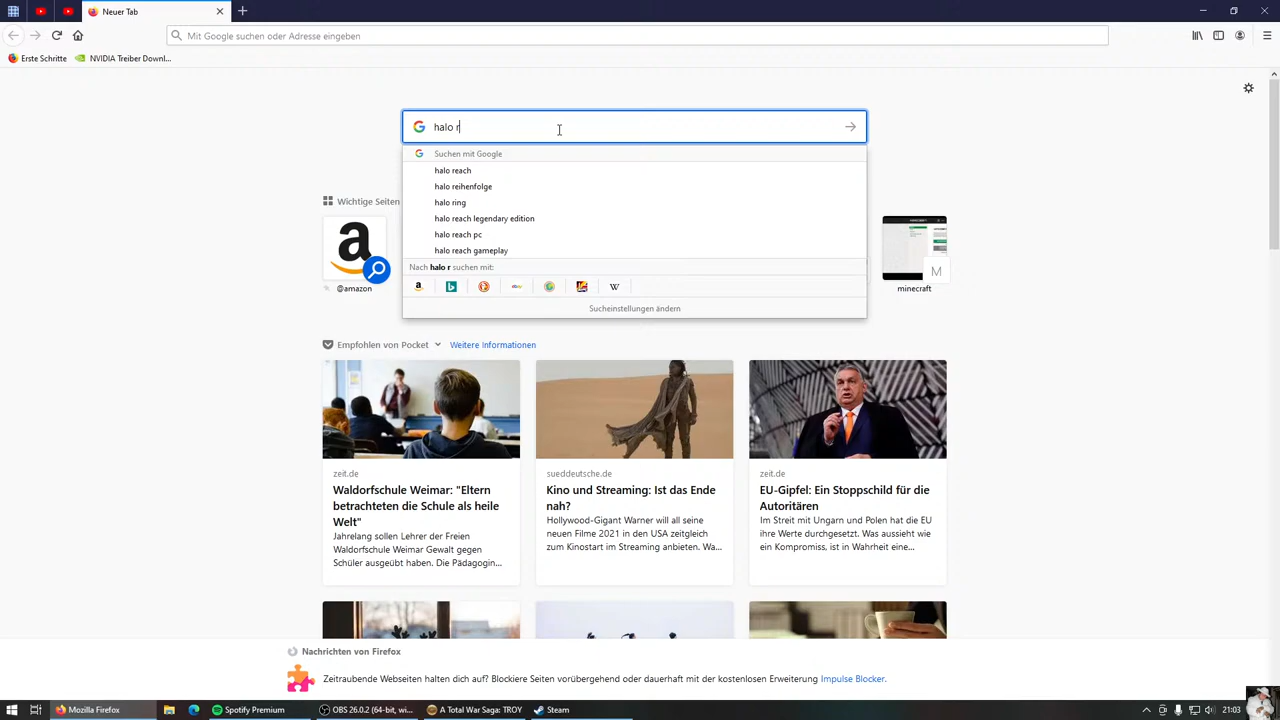 Neuer Tab
Mit Google suchen oder Adresse eingeben
Erste Schritte
NVIDIA Treiber Downl...
halo r
Suchen mit Google
halo reach
halo reihenfolge
halo ring
halo reach legendary edition
halo reach pc
halo reach gameplay
Nach halo r suchen mit:
Sucheinstellungen ändern
Wichtige Seiten
@amazon
M
minecraft
Empfohlen von Pocket
Weitere Informationen
zeit.de
Waldorfschule Weimar: "Eltern
betrachteten die Schule als heile
Welt"
Jahrelang sollen Lehrer der Freien
Waldorfschule Weimar Gewalt gegen
Schüler ausgeübt haben. Die Pädagogin...
sueddeutsche.de
Kino und Streaming: Ist das Ende
nah?
Hollywood-Gigant Warner will all seine
neuen Filme 2021 in den USA zeitgleich
zum Kinostart im Streaming anbieten. Wa...
zeit.de
EU-Gipfel: Ein Stoppschild für die
Autoritären
Im Streit mit Ungarn und Polen hat die EU
ihre Werte durchgesetzt. Was aussieht wie
ein Kompromiss, ist in Wahrheit eine...
Nachrichten von Firefox
Zeitraubende Webseiten halten dich auf? Blockiere Seiten vorübergehend oder dauerhaft mit der kostenlosen Erweiterung Impulse Blocker.
Mozilla Firefox
Spotify Premium
OBS 26.0.2 (64-bit, wi...
A Total War Saga: TROY
Steam
21:03